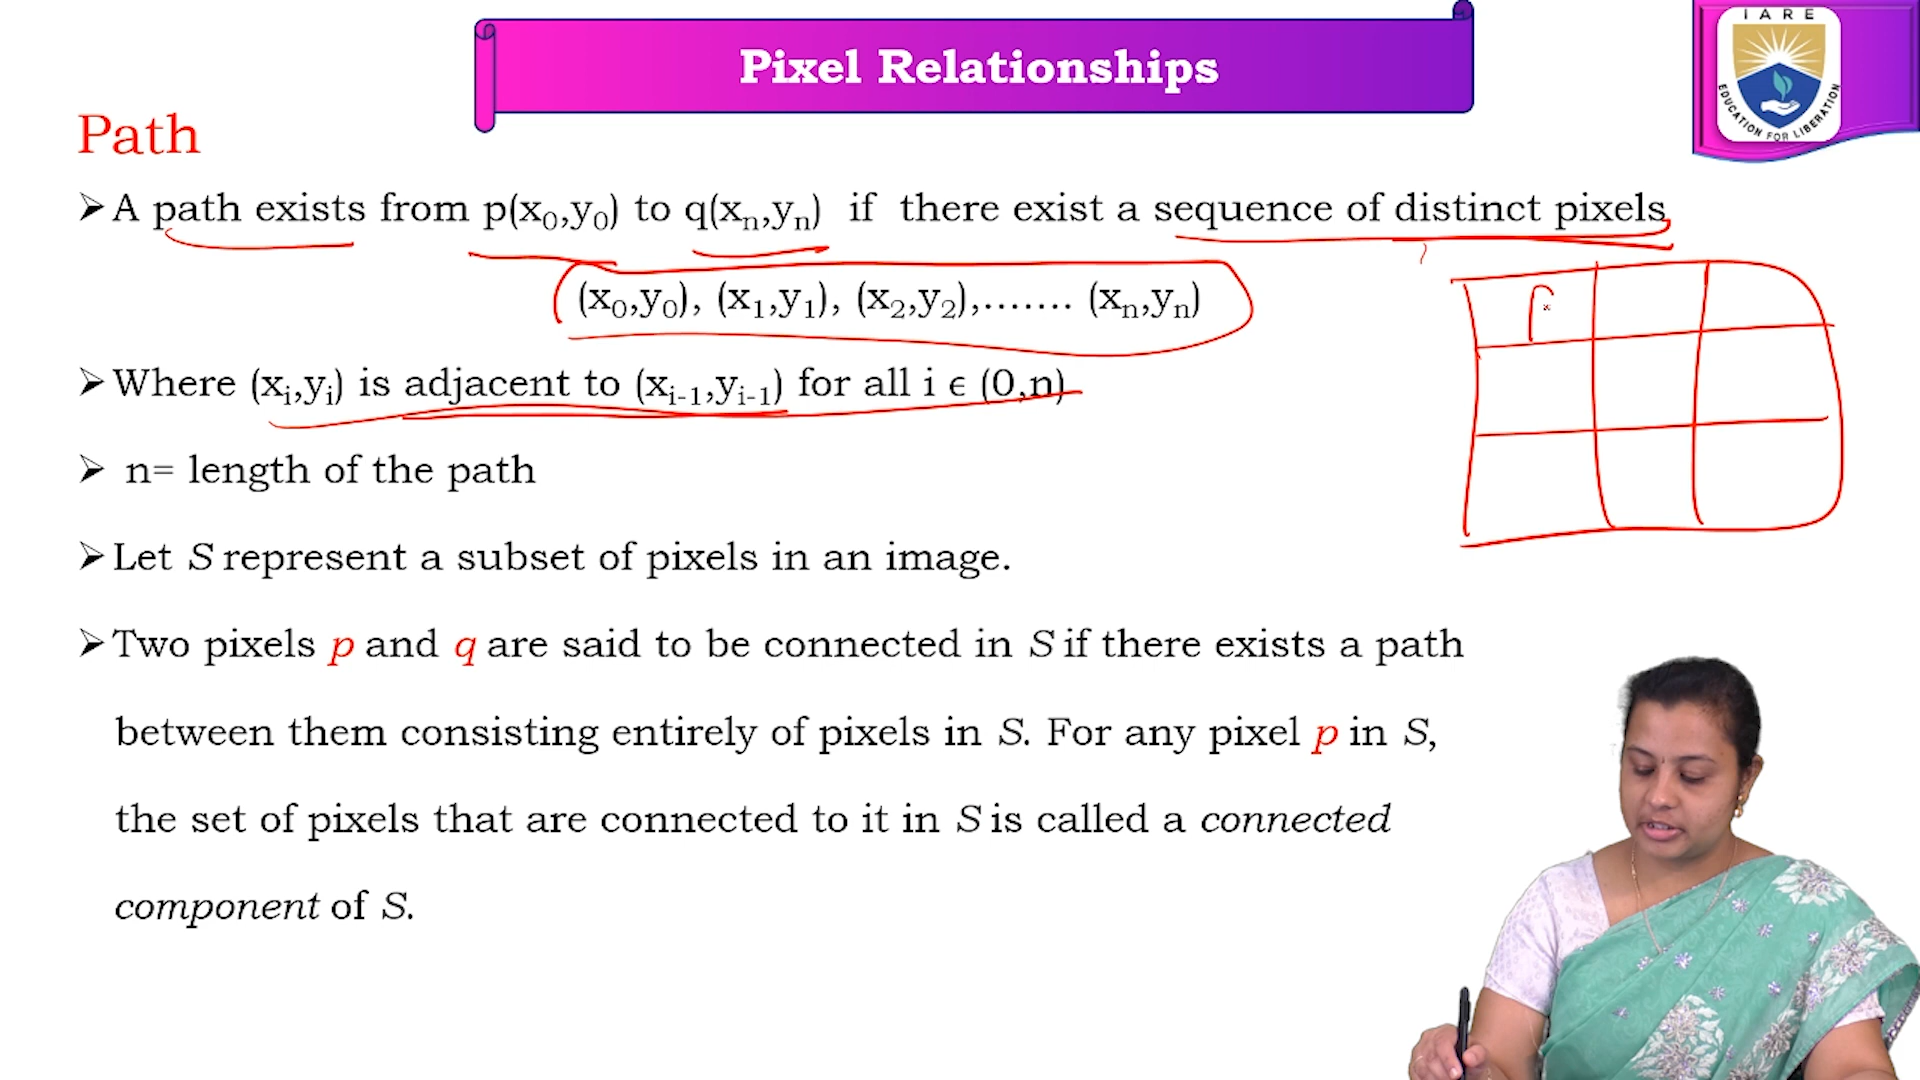 Pixel Relationships
IARE
EDUCATION FOR LIBERATION
Path
➢A path exists from p(x₀,y₀) to q(xₙ,yₙ) if there exist a sequence of distinct pixels
(x₀,y₀), (x₁,y₁), (x₂,y₂),....... (xₙ,yₙ)
➢Where (xᵢ,yᵢ) is adjacent to (xᵢ₋₁,yᵢ₋₁) for all i ϵ (0,n)
➢ n= length of the path
➢Let S represent a subset of pixels in an image.
➢Two pixels p and q are said to be connected in S if there exists a path
between them consisting entirely of pixels in S. For any pixel p in S,
the set of pixels that are connected to it in S is called a connected
component of S.